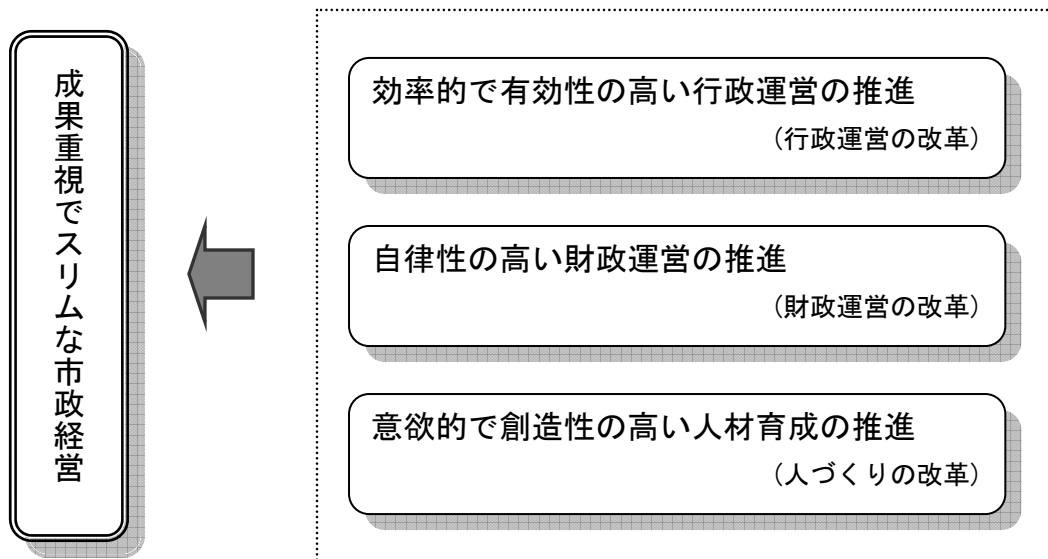 成果重視でスリムな市政経営
効率的で有効性の高い行政運営の推進
（行政運営の改革）
自律性の高い財政運営の推進
（財政運営の改革）
意欲的で創造性の高い人材育成の推進
（人づくりの改革）